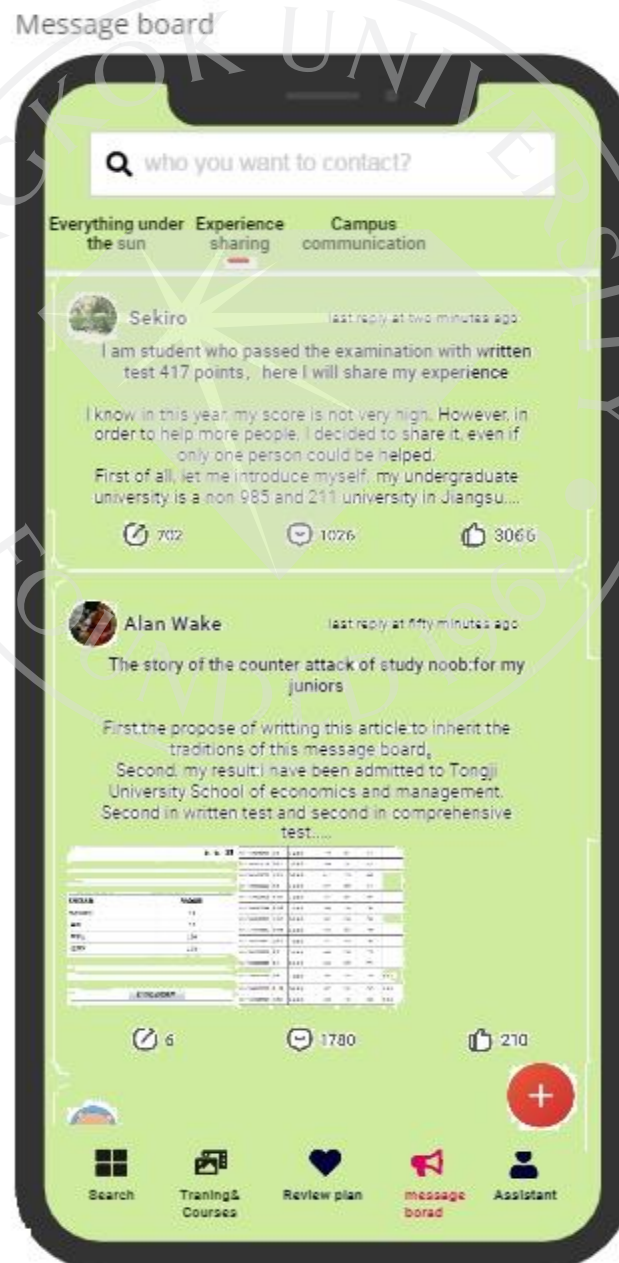 Message board
who you want to contact?
Everything under the sun
Experience sharing
Campus communication
Sekiro
last reply at two minutes ago
I am student who passed the examination with written
test 417 points, here I will share my experience
I know in this year, my score is not very high. However, in
order to help more people, I decided to share it, even if
only one person could be helped.
First of all, let me introduce myself, my undergraduate
university is a non 985 and 211 university in Jiangsu....
702
1026
3066
Alan Wake
last reply at fifty minutes ago
The story of the counter attack of study noob:for my
juniors
First,the propose of writting this article:to inherit the
traditions of this message board,
Second, my result:i have been admitted to Tongji
University School of economics and management.
Second in written test and second in comprehensive
test.....
6
1780
210
+
Search
Traning&
Courses
Review plan
message
borad
Assistant